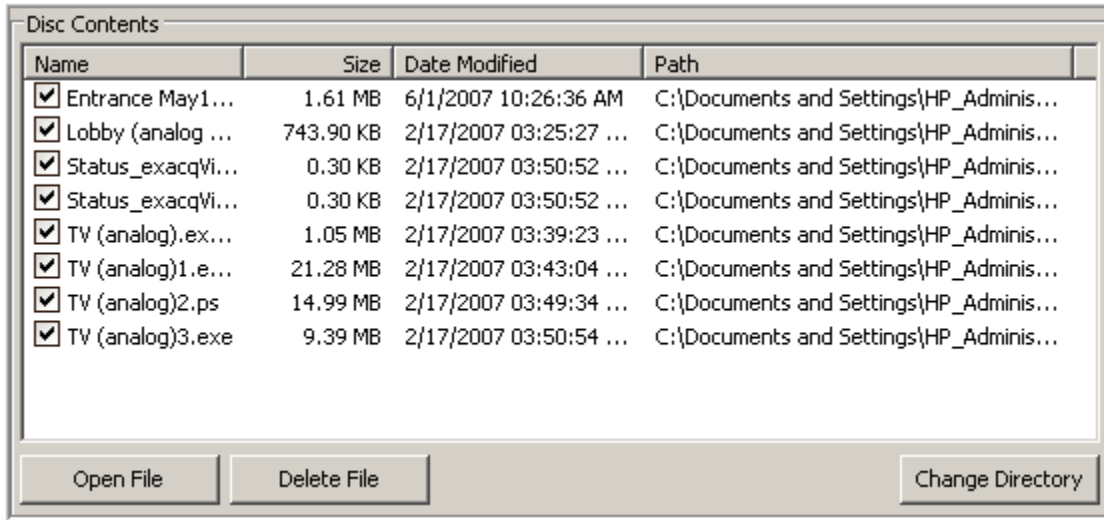 Disc Contents
Name Size Date Modified Path
Entrance May1... 1.61 MB 6/1/2007 10:26:36 AM C:\Documents and Settings\HP_Adminis...
Lobby (analog ... 743.90 KB 2/17/2007 03:25:27 ... C:\Documents and Settings\HP_Adminis...
Status_exacqVi... 0.30 KB 2/17/2007 03:50:52 ... C:\Documents and Settings\HP_Adminis...
Status_exacqVi... 0.30 KB 2/17/2007 03:50:52 ... C:\Documents and Settings\HP_Adminis...
TV (analog).ex... 1.05 MB 2/17/2007 03:39:23 ... C:\Documents and Settings\HP_Adminis...
TV (analog)1.e... 21.28 MB 2/17/2007 03:43:04 ... C:\Documents and Settings\HP_Adminis...
TV (analog)2.ps 14.99 MB 2/17/2007 03:49:34 ... C:\Documents and Settings\HP_Adminis...
TV (analog)3.exe 9.39 MB 2/17/2007 03:50:54 ... C:\Documents and Settings\HP_Adminis...
Open File Delete File Change Directory